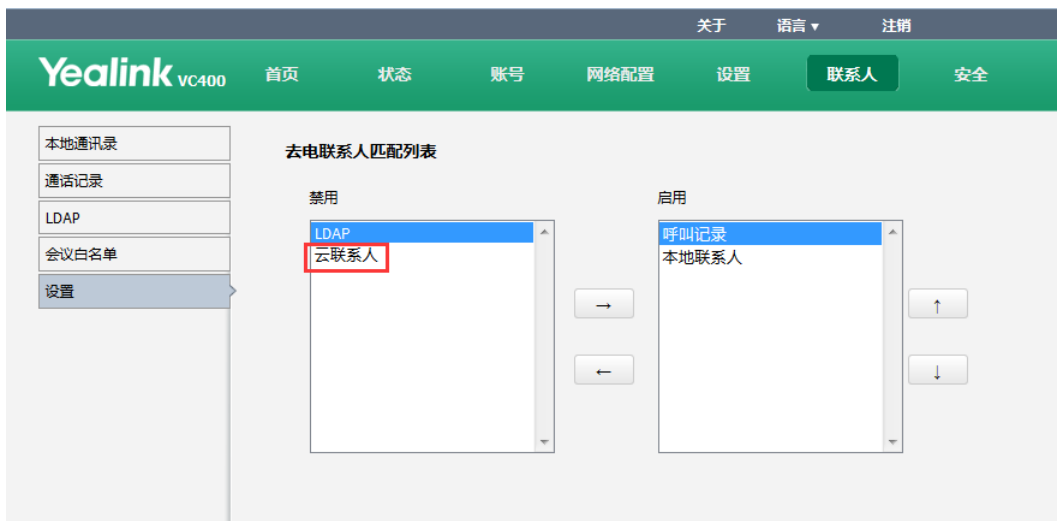 关于 语言 ▼ 注销
Yealink VC400 首页 状态 账号 网络配置 设置 联系人 安全
本地通讯录
通话记录
LDAP
会议白名单
设置
去电联系人匹配列表
禁用
LDAP
云联系人
→
←
启用
呼叫记录
本地联系人
↑
↓